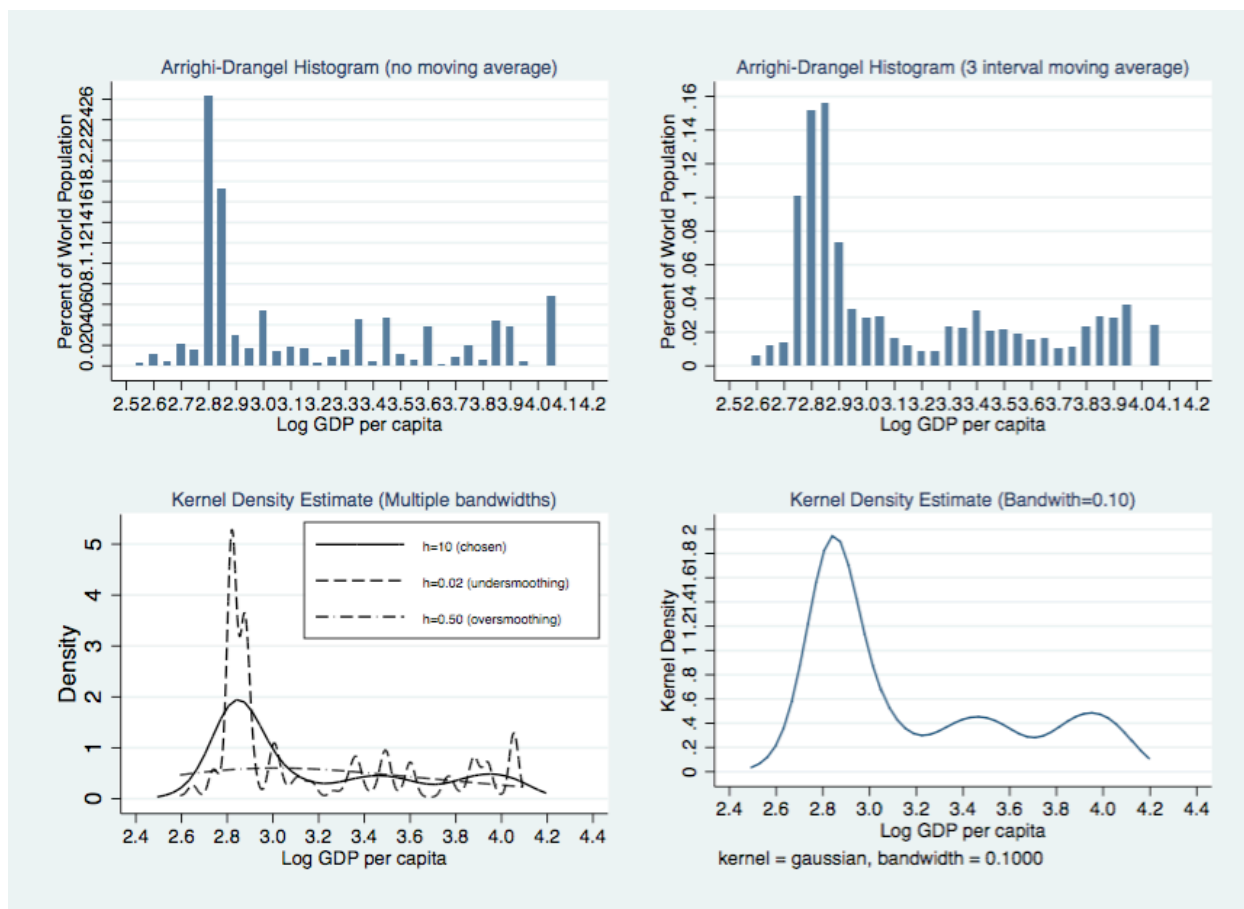 Arrighi-Drangel Histogram (no moving average)
Percent of World Population
0.02040608.1.12141618.2.222426
2.52.62.72.82.93.03.13.23.33.43.53.63.73.83.94.04.14.2
Log GDP per capita
Arrighi-Drangel Histogram (3 interval moving average)
Percent of World Population
0 .02 .04 .06 .08 .1 .12 .14 .16
2.52.62.72.82.93.03.13.23.33.43.53.63.73.83.94.04.14.2
Log GDP per capita
Kernel Density Estimate (Multiple bandwidths)
Density
0 1 2 3 4 5
h=10 (chosen)
h=0.02 (undersmoothing)
h=0.50 (oversmoothing)
2.4 2.6 2.8 3.0 3.2 3.4 3.6 3.8 4.0 4.2 4.4
Log GDP per capita
Kernel Density Estimate (Bandwith=0.10)
Kernel Density
0 .2 .4 .6 .8 1 1.21.41.61.8 2
2.4 2.6 2.8 3.0 3.2 3.4 3.6 3.8 4.0 4.2 4.4
Log GDP per capita
kernel = gaussian, bandwidth = 0.1000